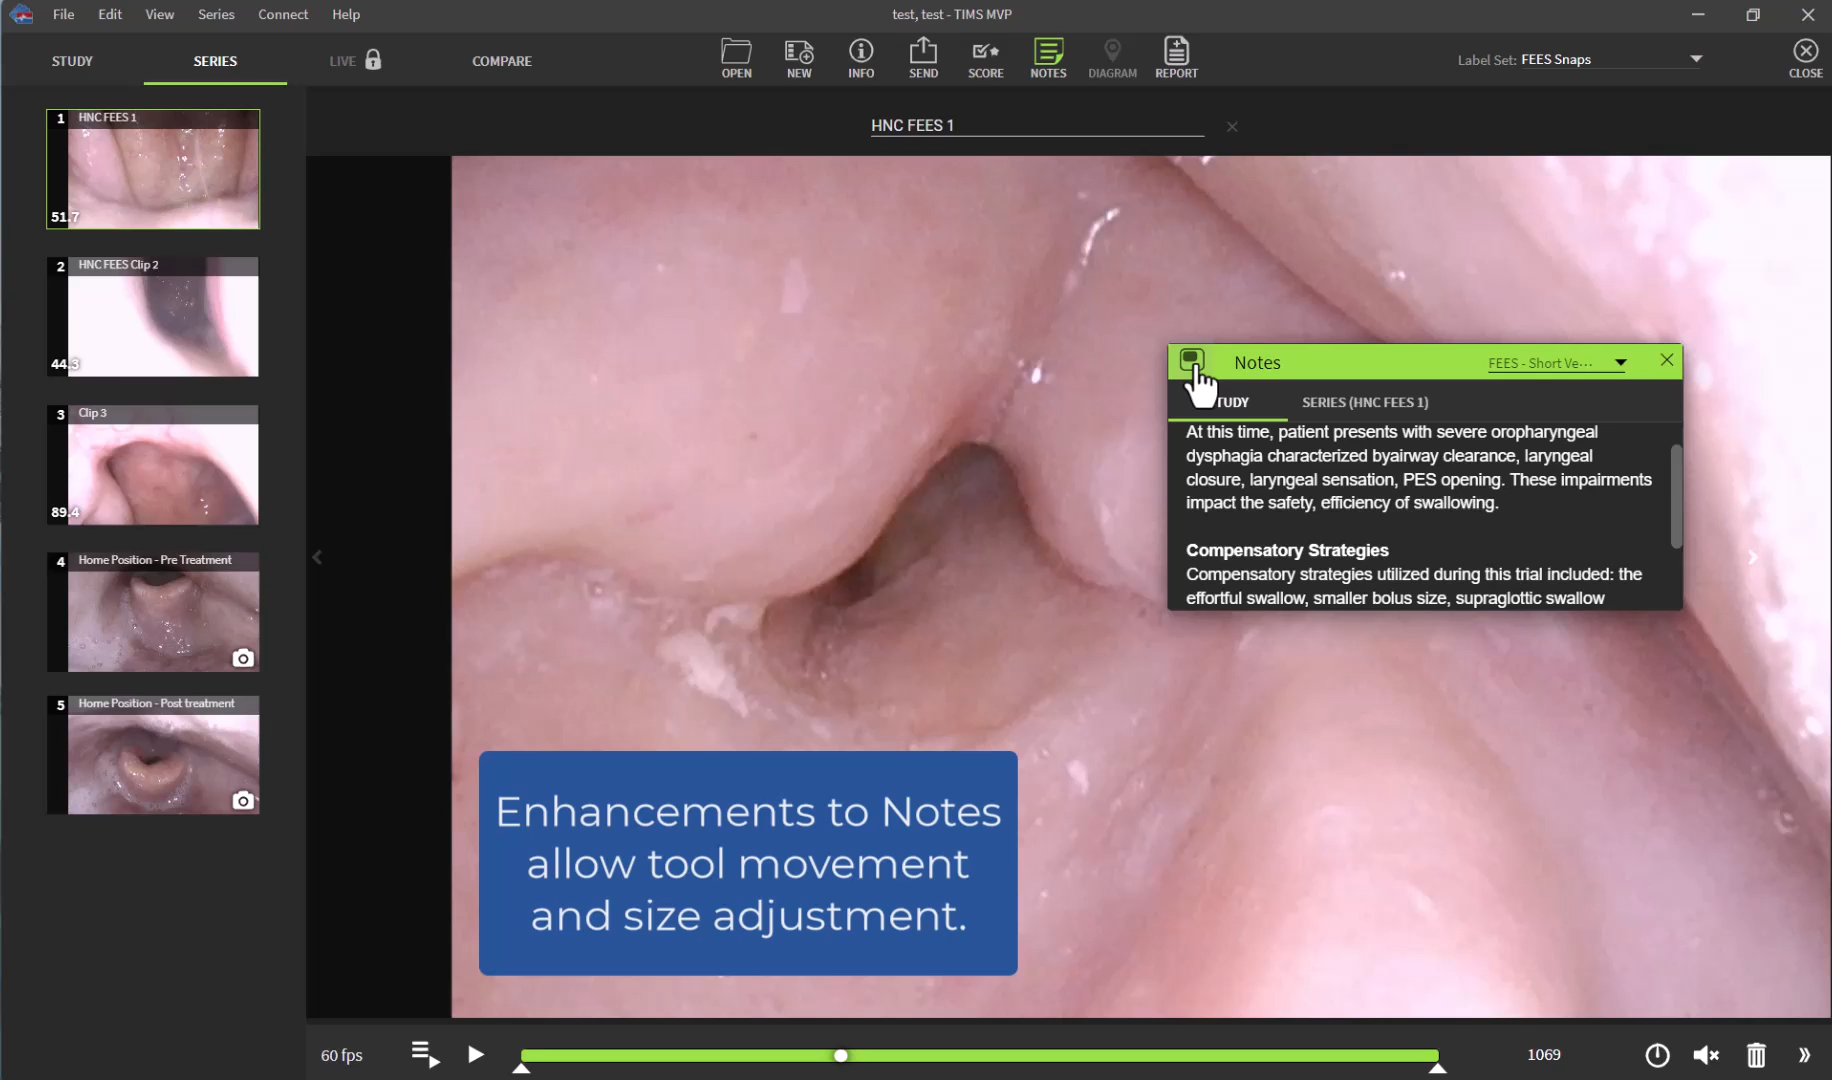 File Edit View Series Connect Help
test, test - TIMS MVP
STUDY SERIES LIVE COMPARE
OPEN NEW INFO SEND SCORE NOTES DIAGRAM REPORT
Label Set: FEES Snaps
CLOSE
1 HNC FEES 1
51.7
2 HNC FEES Clip 2
44.3
3 Clip 3
89.4
4 Home Position - Pre Treatment
5 Home Position - Post treatment
HNC FEES 1
Notes FEES - Short Ve...
SERIES (HNC FEES 1)
At this time, patient presents with severe oropharyngeal
dysphagia characterized byairway clearance, laryngeal
closure, laryngeal sensation, PES opening. These impairments
impact the safety, efficiency of swallowing.
Compensatory Strategies
Compensatory strategies utilized during this trial included: the
effortful swallow, smaller bolus size, supraglottic swallow
Enhancements to Notes
allow tool movement
and size adjustment.
60 fps
1069